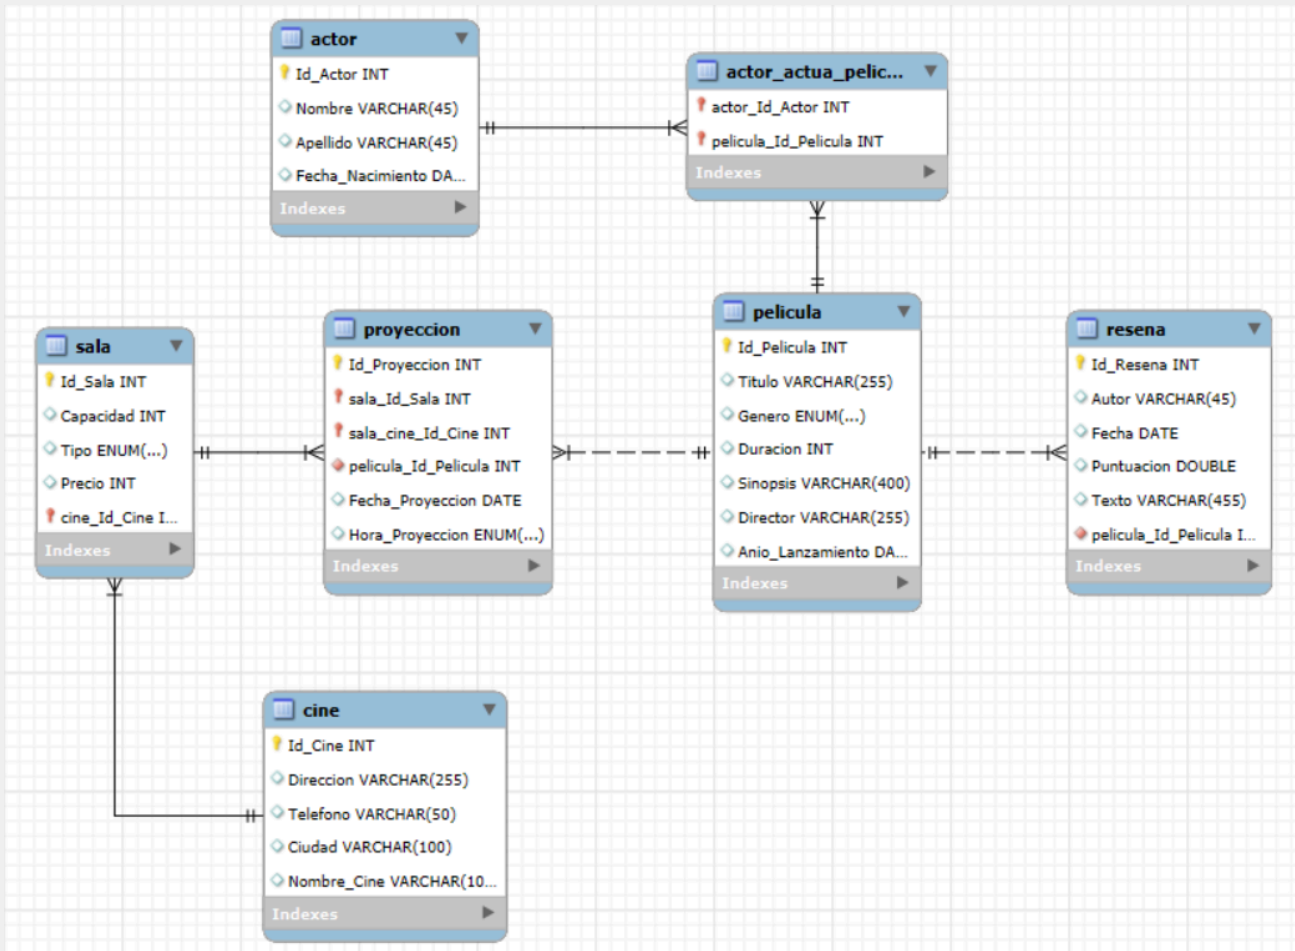 actor
Id_Actor INT
Nombre VARCHAR(45)
Apellido VARCHAR(45)
Fecha_Nacimiento DA...
Indexes
actor_actua_pelic...
actor_Id_Actor INT
pelicula_Id_Pelicula INT
Indexes
sala
Id_Sala INT
Capacidad INT
Tipo ENUM(...)
Precio INT
cine_Id_Cine I...
Indexes
proyeccion
Id_Proyeccion INT
sala_Id_Sala INT
sala_cine_Id_Cine INT
pelicula_Id_Pelicula INT
Fecha_Proyeccion DATE
Hora_Proyeccion ENUM(...)
Indexes
pelicula
Id_Pelicula INT
Titulo VARCHAR(255)
Genero ENUM(...)
Duracion INT
Sinopsis VARCHAR(400)
Director VARCHAR(255)
Anio_Lanzamiento DA...
Indexes
resena
Id_Resena INT
Autor VARCHAR(45)
Fecha DATE
Puntuacion DOUBLE
Texto VARCHAR(455)
pelicula_Id_Pelicula I...
Indexes
cine
Id_Cine INT
Direccion VARCHAR(255)
Telefono VARCHAR(50)
Ciudad VARCHAR(100)
Nombre_Cine VARCHAR(10...
Indexes